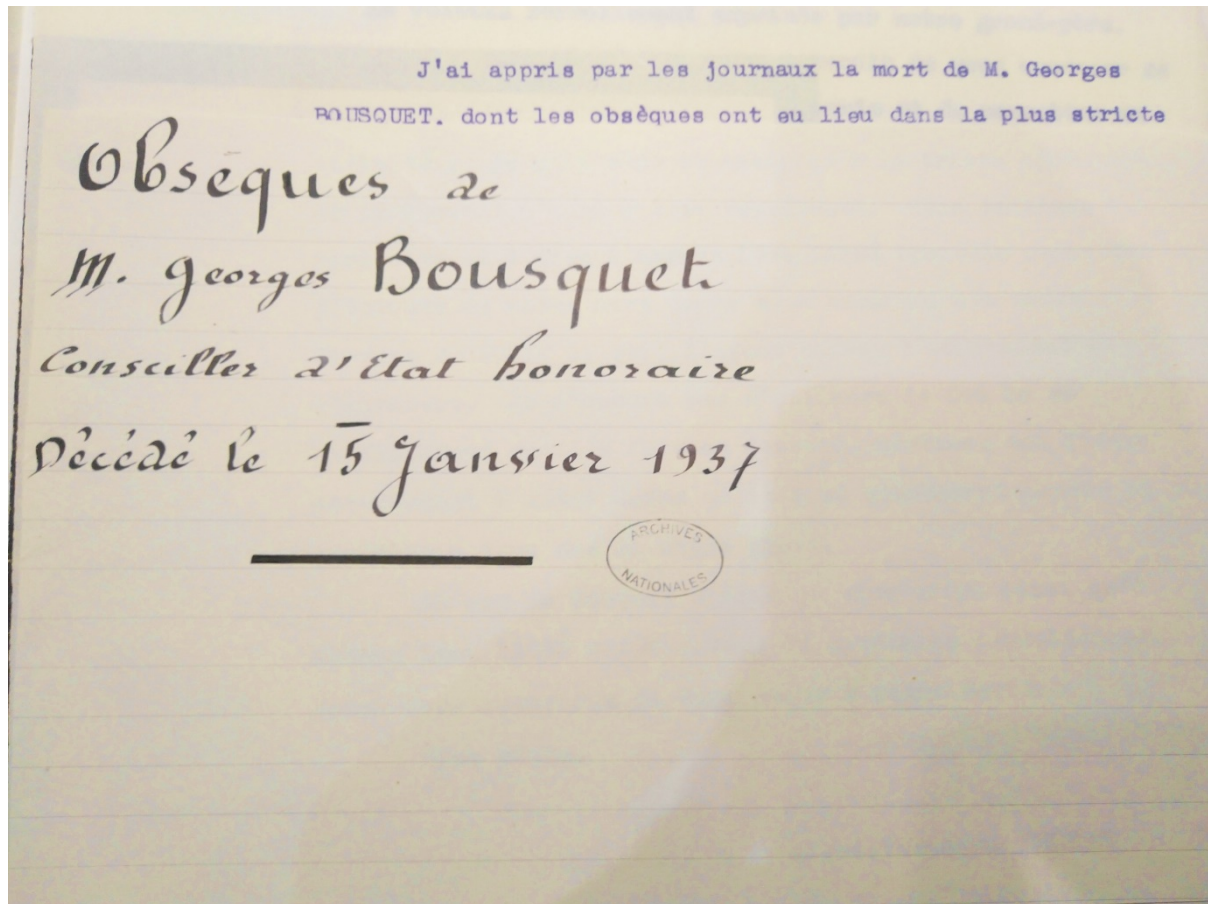 J'ai appris par les journaux la mort de M. Georges
BOUSQUET. dont les obsèques ont eu lieu dans la plus stricte
Obsèques de
M. Georges Bousquet
Conseiller d'Etat honoraire
Décédé le 15 Janvier 1937
ARCHIVES
NATIONALES